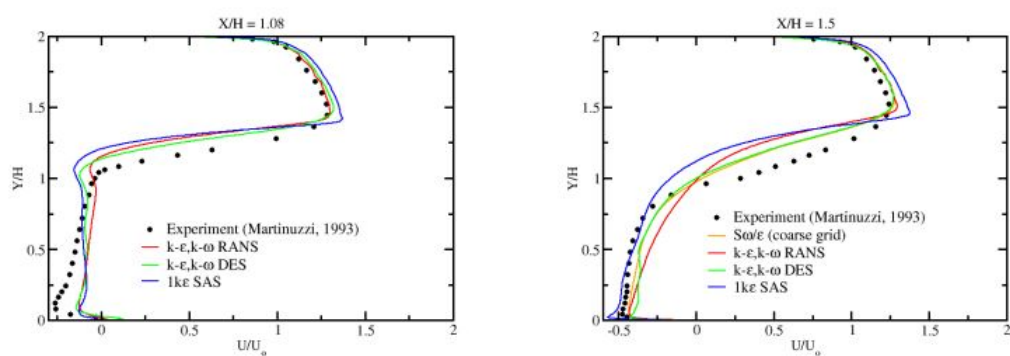 X/H = 1.08
2
1.5
Y/H
1
0.5
0
Experiment (Martinuzzi, 1993)
k-ε,k-ω RANS
k-ε,k-ω DES
1kε SAS
0 0.5 1 1.5 2
U/U₀
X/H = 1.5
2
1.5
Y/H
1
0.5
0
Experiment (Martinuzzi, 1993)
Sω/ε (coarse grid)
k-ε,k-ω RANS
k-ε,k-ω DES
1kε SAS
-0.5 0 0.5 1 1.5 2
U/U₀